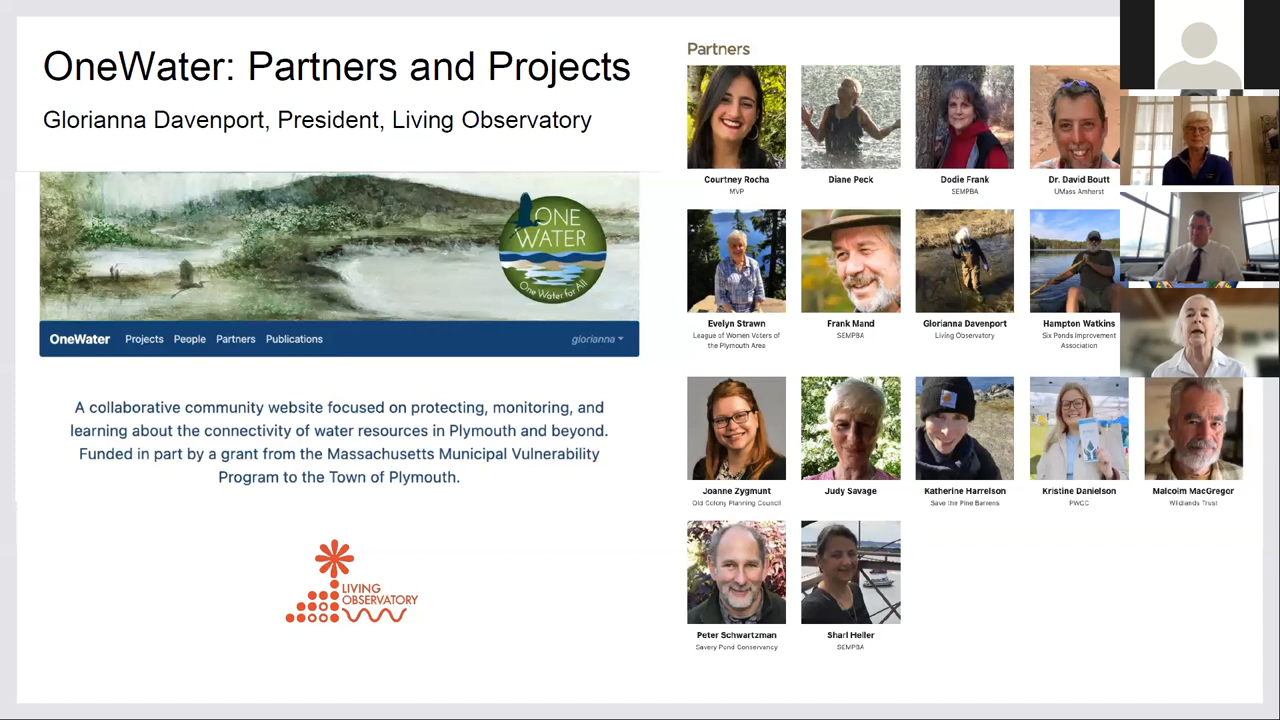 OneWater: Partners and Projects
Glorianna Davenport, President, Living Observatory
ONE
WATER
One Water for All
OneWater
Projects
People
Partners
Publications
glorianna
A collaborative community website focused on protecting, monitoring, and
learning about the connectivity of water resources in Plymouth and beyond.
Funded in part by a grant from the Massachusetts Municipal Vulnerability
Program to the Town of Plymouth.
LIVING
OBSERVATORY
Partners
Courtney Rocha
MVP
Diane Peck
Dodie Frank
SEMPBA
Dr. David Boutt
UMass Amherst
Evelyn Strawn
League of Women Voters of
the Plymouth Area
Frank Mand
SEMPBA
Glorianna Davenport
Living Observatory
Hampton Watkins
Six Ponds Improvement
Association
Joanne Zygmunt
Old Colony Planning Council
Judy Savage
Katherine Harrelson
Save the Pine Barrens
Kristine Danielson
PWCC
Malcolm MacGregor
Wildlands Trust
Peter Schwartzman
Savery Pond Conservancy
Sharl Heller
SEMPBA